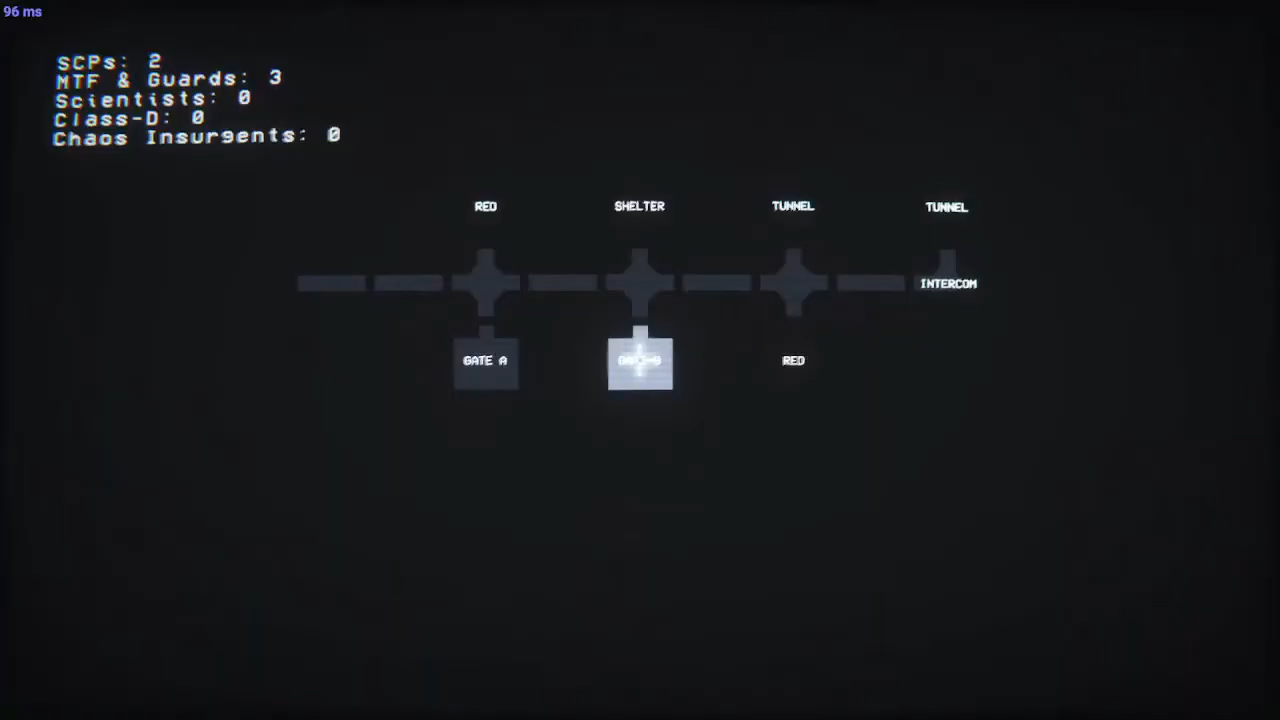 96 ms
SCPs: 2
MTF & Guards: 3
Scientists: 0
Class-D: 0
Chaos Insurgents: 0
RED SHELTER TUNNEL TUNNEL
INTERCOM
GATE A RED